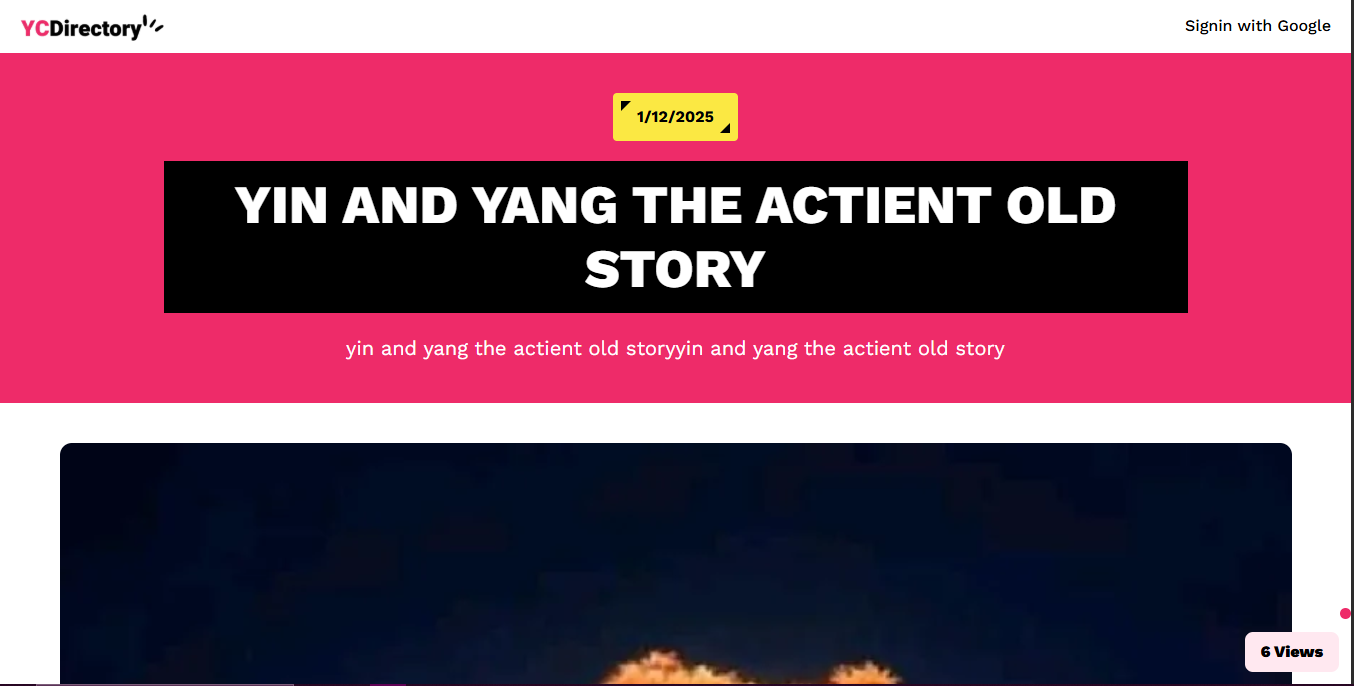 YCDirectory
Signin with Google
1/12/2025
YIN AND YANG THE ACTIENT OLD
STORY
yin and yang the actient old storyyin and yang the actient old story
6 Views